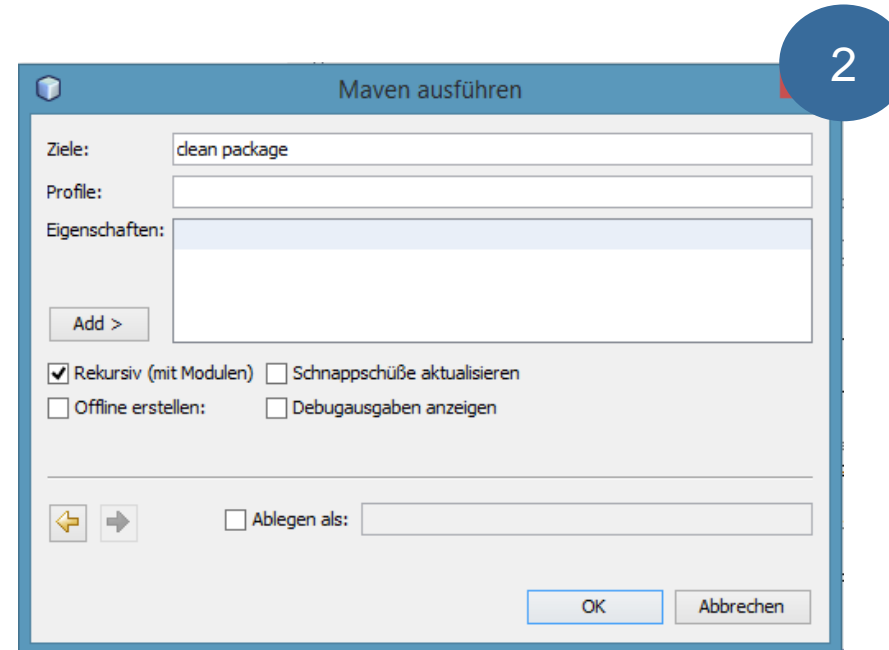 2
Maven ausführen
Ziele: clean package
Profile:
Eigenschaften:
Add >
Rekursiv (mit Modulen) Schnappschüße aktualisieren
Offline erstellen: Debugausgaben anzeigen
Ablegen als:
OK Abbrechen